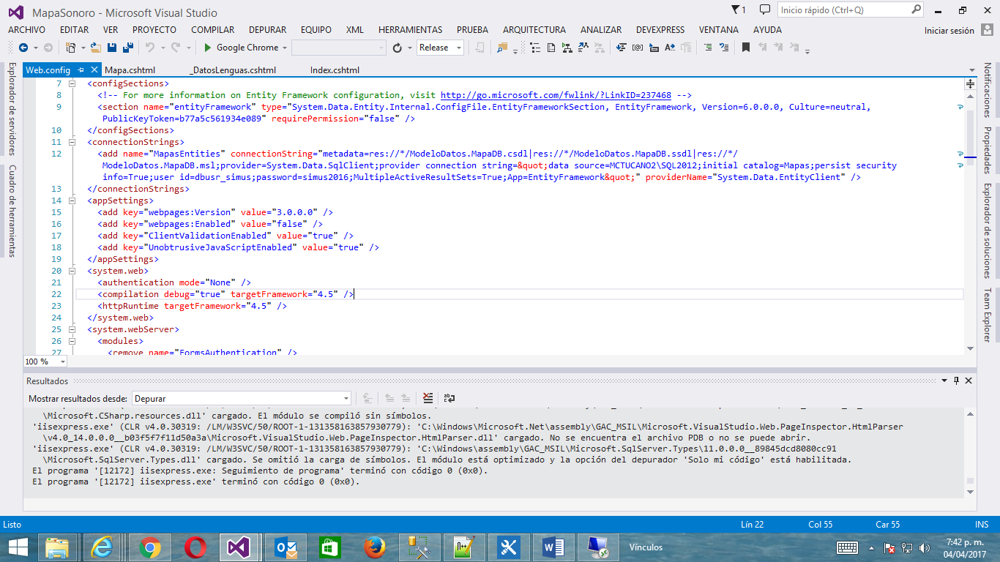 MapaSonoro - Microsoft Visual Studio
1
Inicio rápido (Ctrl+Q)
ARCHIVO EDITAR VER PROYECTO COMPILAR DEPURAR EQUIPO XML HERRAMIENTAS PRUEBA ARQUITECTURA ANALIZAR DEVEXPRESS VENTANA AYUDA
Iniciar sesión
Google Chrome
Release
Web.config Mapa.cshtml _DatosLenguas.cshtml Index.cshtml
Explorador de servidores
Cuadro de herramientas
7 <configSections>
8 <!-- For more information on Entity Framework configuration, visit http://go.microsoft.com/fwlink/?LinkID=237468 -->
9 <section name="entityFramework" type="System.Data.Entity.Internal.ConfigFile.EntityFrameworkSection, EntityFramework, Version=6.0.0.0, Culture=neutral,
PublicKeyToken=b77a5c561934e089" requirePermission="false" />
10 </configSections>
11 <connectionStrings>
12 <add name="MapasEntities" connectionString="metadata=res://*/ModeloDatos.MapaDB.csdl|res://*/ModeloDatos.MapaDB.ssdl|res://*/
ModeloDatos.MapaDB.msl;provider=System.Data.SqlClient;provider connection string=&quot;data source=MCTUCANO2\SQL2012;initial catalog=Mapas;persist security
info=True;user id=dbusr_simus;password=simus2016;MultipleActiveResultSets=True;App=EntityFramework&quot;" providerName="System.Data.EntityClient" />
13 </connectionStrings>
14 <appSettings>
15 <add key="webpages:Version" value="3.0.0.0" />
16 <add key="webpages:Enabled" value="false" />
17 <add key="ClientValidationEnabled" value="true" />
18 <add key="UnobtrusiveJavaScriptEnabled" value="true" />
19 </appSettings>
20 <system.web>
21 <authentication mode="None" />
22 <compilation debug="true" targetFramework="4.5" />
23 <httpRuntime targetFramework="4.5" />
24 </system.web>
25 <system.webServer>
26 <modules>
27 <remove name="FormsAuthentication" />
100 %
Notificaciones
Propiedades
Explorador de soluciones
Team Explorer
Resultados
Mostrar resultados desde: Depurar
\Microsoft.CSharp.resources.dll' cargado. El módulo se compiló sin símbolos.
'iisexpress.exe' (CLR v4.0.30319: /LM/W3SVC/50/ROOT-1-131358163857930779): 'C:\Windows\Microsoft.Net\assembly\GAC_MSIL\Microsoft.VisualStudio.Web.PageInspector.HtmlParser
\v4.0_14.0.0.0__b03f5f7f11d50a3a\Microsoft.VisualStudio.Web.PageInspector.HtmlParser.dll' cargado. No se encuentra el archivo PDB o no se puede abrir.
'iisexpress.exe' (CLR v4.0.30319: /LM/W3SVC/50/ROOT-1-131358163857930779): 'C:\Windows\assembly\GAC_MSIL\Microsoft.SqlServer.Types\11.0.0.0__89845dcd8080cc91
\Microsoft.SqlServer.Types.dll' cargado. Se omitió la carga de símbolos. El módulo está optimizado y la opción del depurador 'Solo mi código' está habilitada.
El programa '[12172] iisexpress.exe: Seguimiento de programa' terminó con código 0 (0x0).
El programa '[12172] iisexpress.exe' terminó con código 0 (0x0).
Listo
Lín 22 Col 55 Car 55 INS
Vínculos
7:42 p. m.
04/04/2017